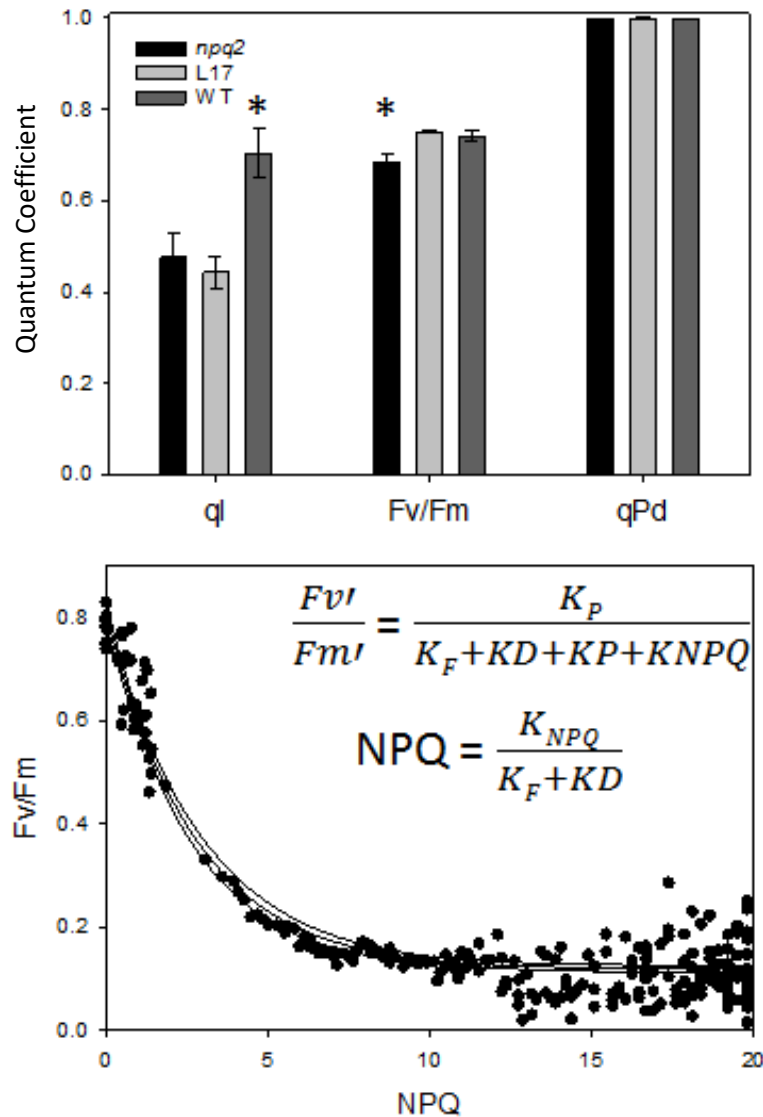 Quantum Coefficient
1.0
0.8
0.6
0.4
0.2
0.0
npq2
L17
WT
*
*
qI
Fv/Fm
qPd
Fv/Fm
0.8
0.6
0.4
0.2
0.0
Fv′/Fm′ = K_P/(K_F+KD+KP+KNPQ)
NPQ = K_NPQ/(K_F+KD)
0
5
10
15
20
NPQ